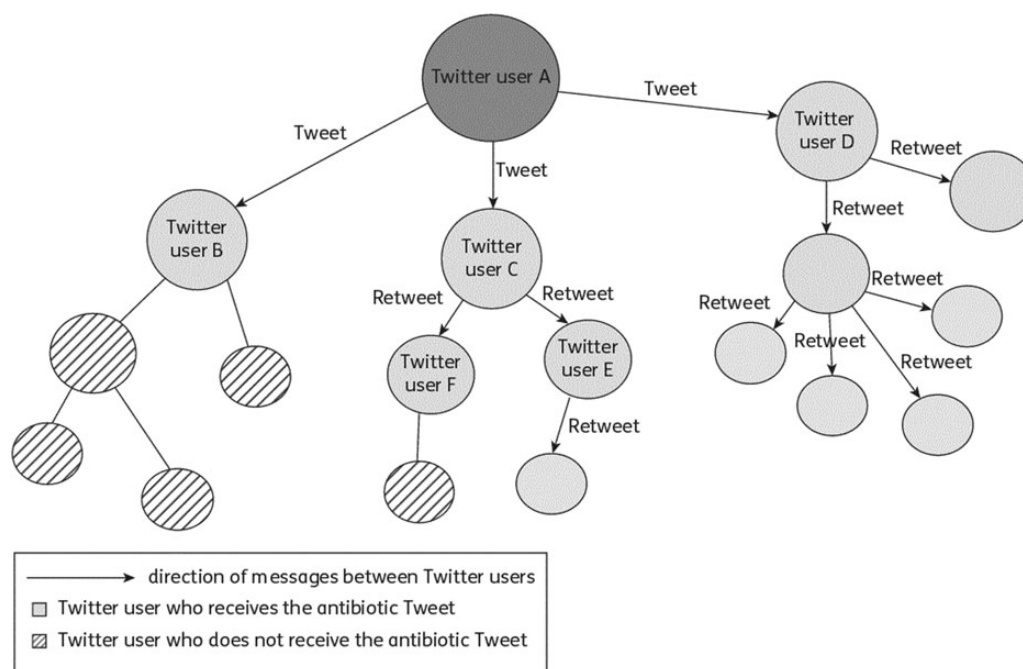 Twitter user A
Tweet
Tweet
Tweet
Twitter
user D
Retweet
Retweet
Twitter
user B
Twitter
user C
Retweet
Retweet
Retweet
Retweet
Retweet
Retweet
Twitter
user F
Twitter
user E
Retweet
direction of messages between Twitter users
Twitter user who receives the antibiotic Tweet
Twitter user who does not receive the antibiotic Tweet